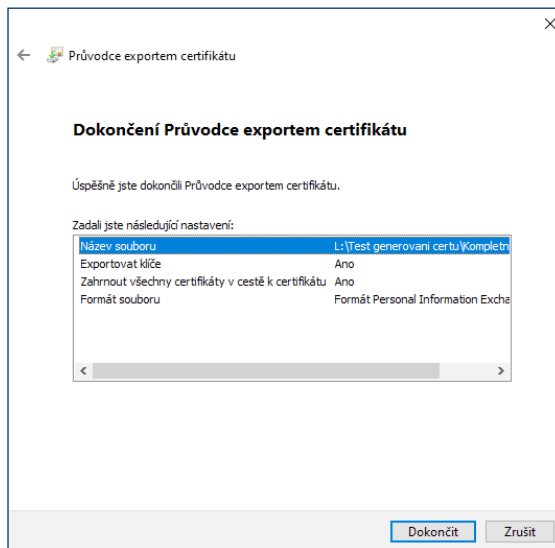 Průvodce exportem certifikátu
Dokončení Průvodce exportem certifikátu
Úspěšně jste dokončili Průvodce exportem certifikátu.
Zadali jste následující nastavení:
Název souboru L:\Test generovani certu\Kompletn
Exportovat klíče Ano
Zahrnout všechny certifikáty v cestě k certifikátu Ano
Formát souboru Formát Personal Information Excha
Dokončit Zrušit